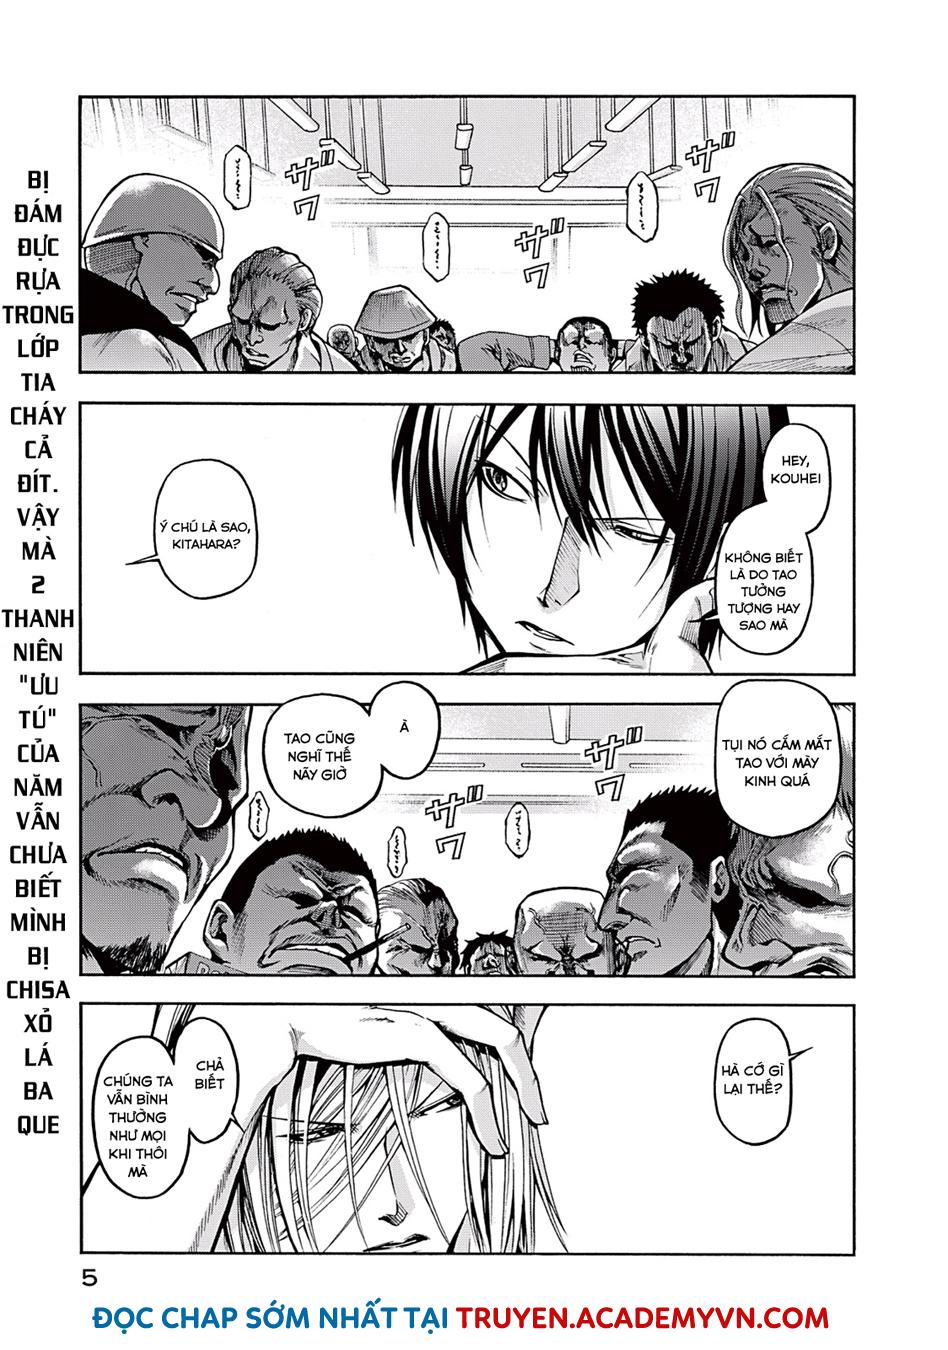 BỊ
ĐÁM
ĐỰC
RỰA
TRONG
LỚP
TIA
CHÁY
CẢ
ĐÍT.
VẬY
MÀ
2
THANH
NIÊN
"ƯU
TÚ"
CỦA
NĂM
VẪN
CHƯA
BIẾT
MÌNH
BỊ
CHISA
XỎ
LÁ
BA
QUE
ザワ
ザワ
ザワ
HEY,
KOUHEI
KHÔNG BIẾT
LÀ DO TAO
TƯỞNG
TƯỢNG HAY
SAO MÀ
Ý CHÚ LÀ SAO,
KITAHARA?
TỤI NÓ CẮM MẮT
TAO VỚI MÀY
KINH QUÁ
À
TAO CŨNG
NGHĨ THẾ
NÃY GIỜ
ザワ
ザワ
HÀ CỚ GÌ
LẠI THẾ?
CHẢ
BIẾT
CHÚNG TA
VẪN BÌNH
THƯỜNG
NHƯ MỌI
KHI THÔI
MÀ
5
ĐỌC CHAP SỚM NHẤT TẠI TRUYEN.ACADEMYVN.COM